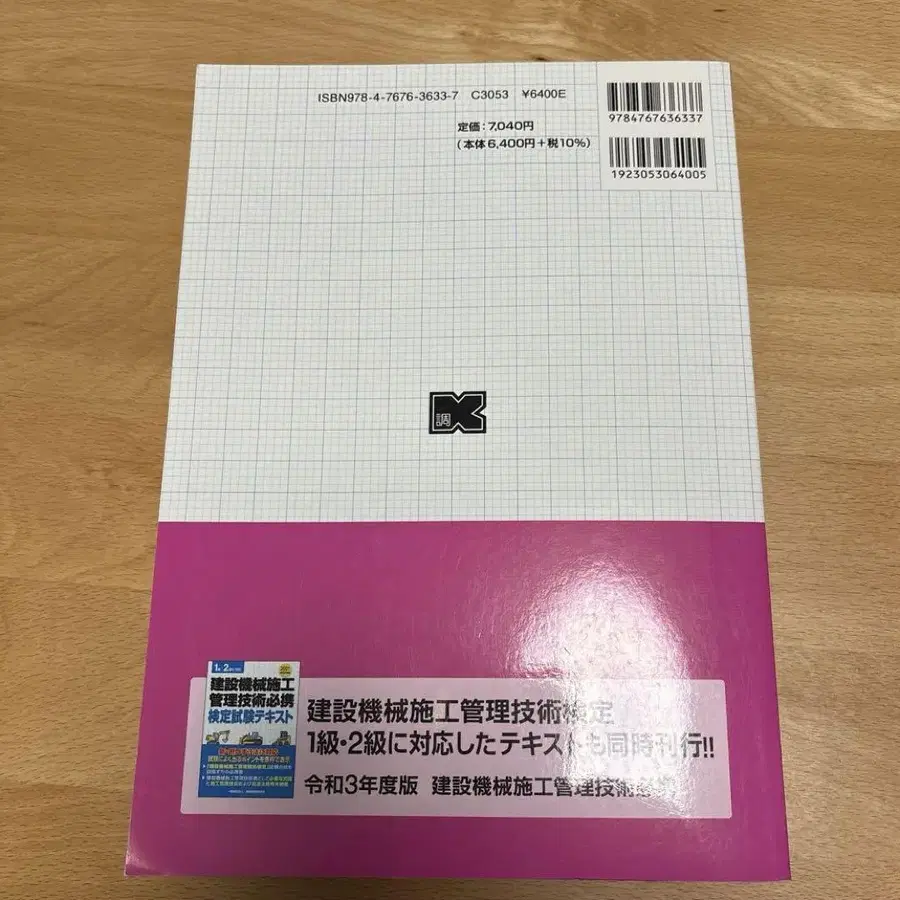 ISBN978-4-7676-3633-7 C3053 ¥6400E
定価：7,040円
（本体6,400円＋税10%）
9784767636337
1923053064005
調
建設機械施工
管理技術必携
検定試験テキスト
建設機械施工管理技術検定
1級・2級に対応したテキストも同時刊行!!
令和3年度版 建設機械施工管理技術必携